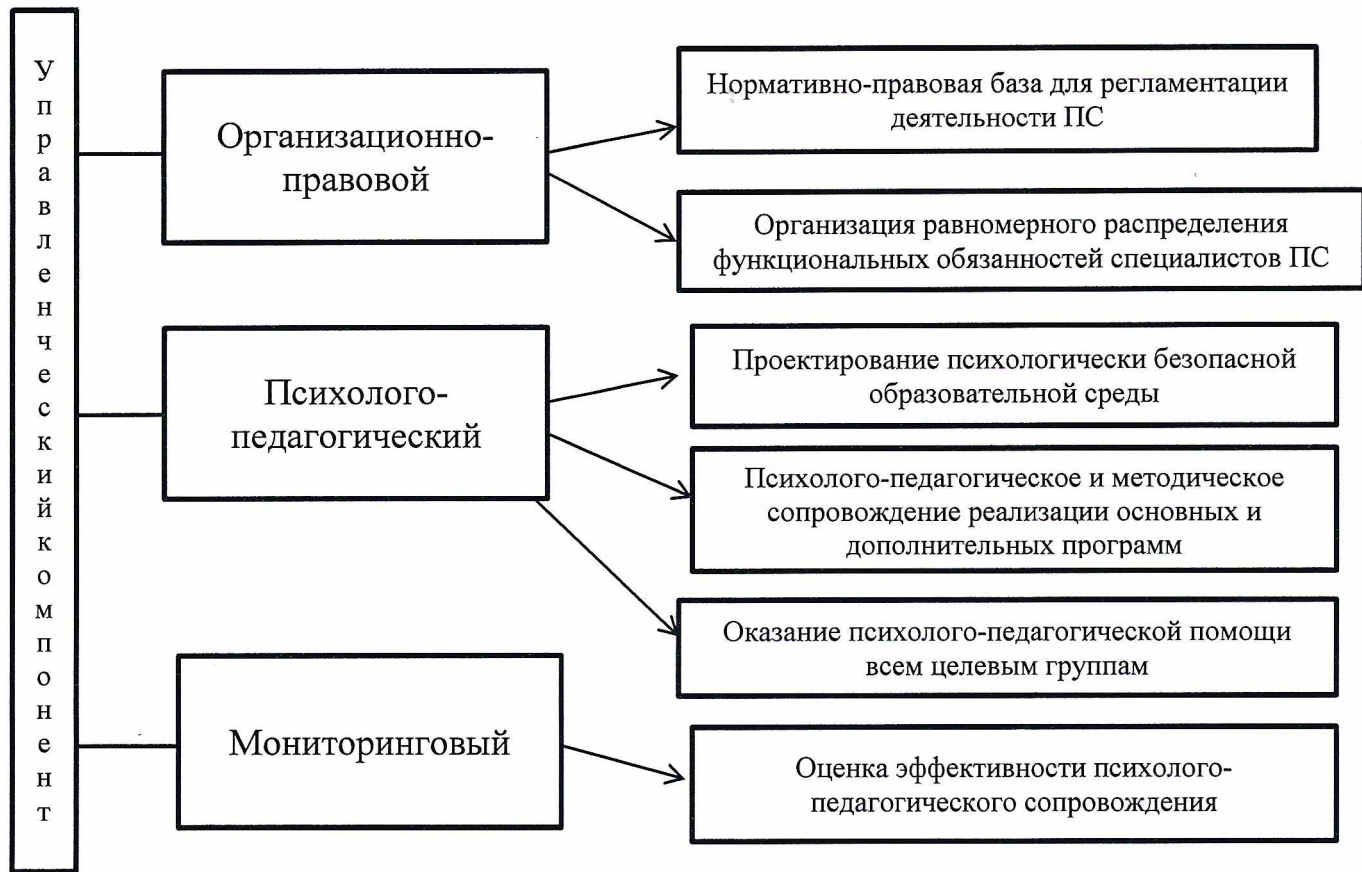 Управленческий компонент
Организационно-
правовой
Нормативно-правовая база для регламентации
деятельности ПС
Организация равномерного распределения
функциональных обязанностей специалистов ПС
Психолого-
педагогический
Проектирование психологически безопасной
образовательной среды
Психолого-педагогическое и методическое
сопровождение реализации основных и
дополнительных программ
Оказание психолого-педагогической помощи
всем целевым группам
Мониторинговый
Оценка эффективности психолого-
педагогического сопровождения